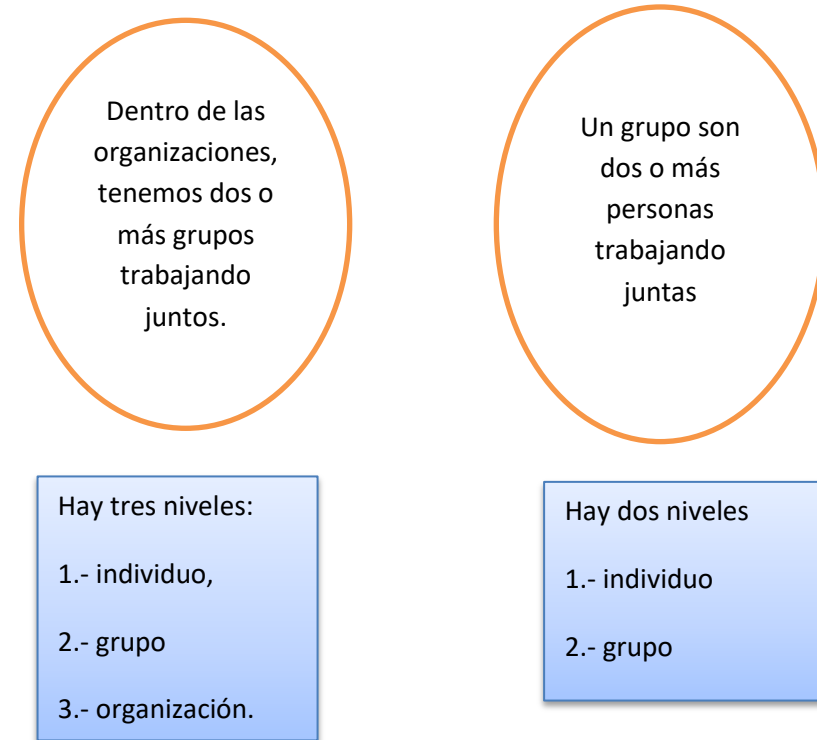 Dentro de las
organizaciones,
tenemos dos o
más grupos
trabajando
juntos.
Un grupo son
dos o más
personas
trabajando
juntas
Hay tres niveles:
1.- individuo,
2.- grupo
3.- organización.
Hay dos niveles
1.- individuo
2.- grupo